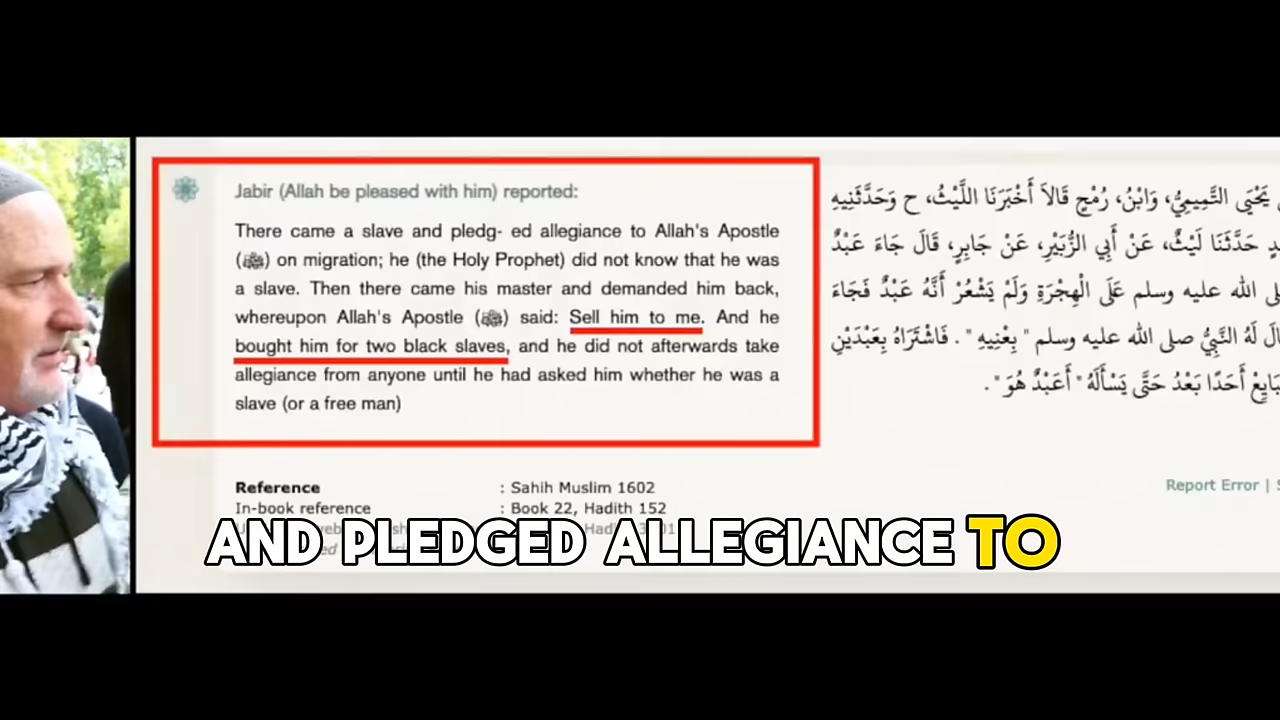 Jabir (Allah be pleased with him) reported:
There came a slave and pledg- ed allegiance to Allah's Apostle
(ﷺ) on migration; he (the Holy Prophet) did not know that he was
a slave. Then there came his master and demanded him back,
whereupon Allah's Apostle (ﷺ) said: Sell him to me. And he
bought him for two black slaves, and he did not afterwards take
allegiance from anyone until he had asked him whether he was a
slave (or a free man)
يَحْيَى التَّمِيمِيُّ، وَابْنُ، رُمْحٍ قَالاَ أَخْبَرَنَا اللَّيْثُ، ح وَحَدَّثَنِيهِ
حَدَّثَنَا لَيْثٌ، عَنْ أَبِي الزُّبَيْرِ، عَنْ جَابِرٍ، قَالَ جَاءَ عَبْدٌ
الله عليه وسلم عَلَى الْهِجْرَةِ وَلَمْ يَشْعُرْ أَنَّهُ عَبْدٌ فَجَاءَ
لَهُ النَّبِيُّ صلى الله عليه وسلم " بِعْنِيهِ " . فَاشْتَرَاهُ بِعَبْدَيْنِ
أَحَدًا بَعْدُ حَتَّى يَسْأَلَهُ " أَعَبْدٌ هُوَ " .
Reference : Sahih Muslim 1602
In-book reference : Book 22, Hadith 152
Report Error |
AND PLEDGED ALLEGIANCE TO